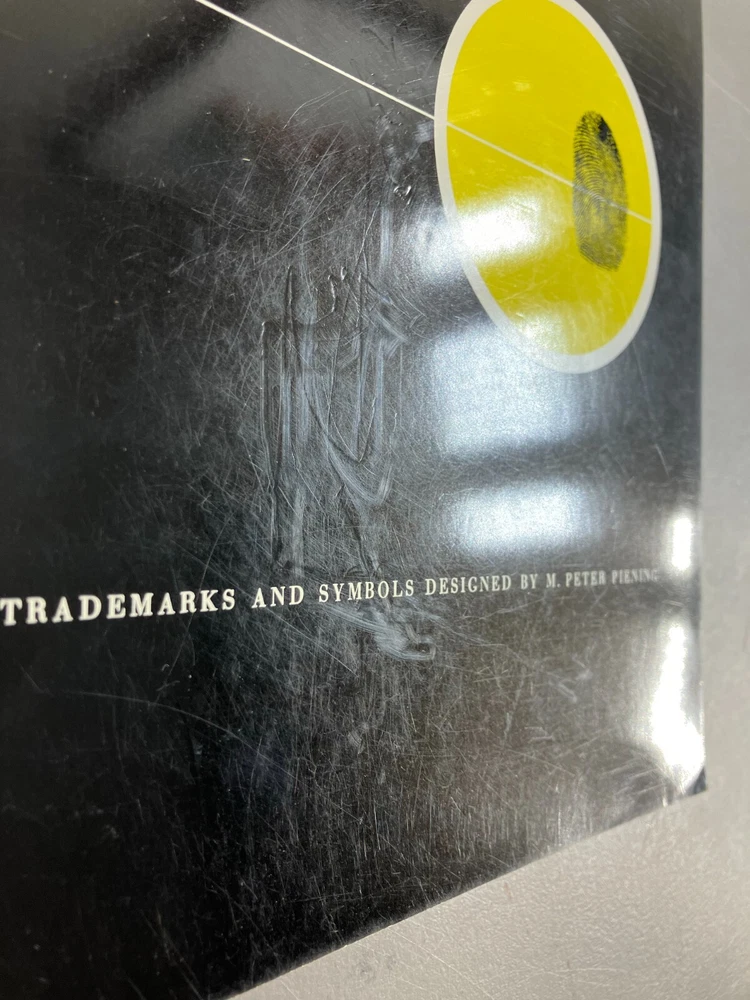 TRADEMARKS AND SYMBOLS DESIGNED BY M. PETER PIENING